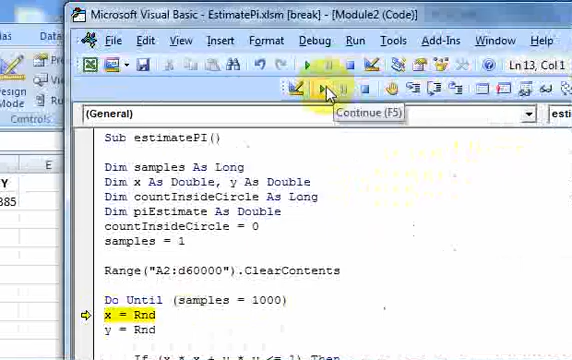 Microsoft Visual Basic - EstimatePi.xlsm [break] - [Module2 (Code)]
File Edit View Insert Format Debug Run Tools Add-Ins Window Help
Ln 13, Col 1
Design
Mode
Controls
Continue (F5)
(General)
Sub estimatePI()
Dim samples As Long
Dim x As Double, y As Double
Dim countInsideCircle As Long
Dim piEstimate As Double
countInsideCircle = 0
samples = 1
Range("A2:d60000").ClearContents
Do Until (samples = 1000)
x = Rnd
y = Rnd
If (x * x + y * y <= 1) Then
Y